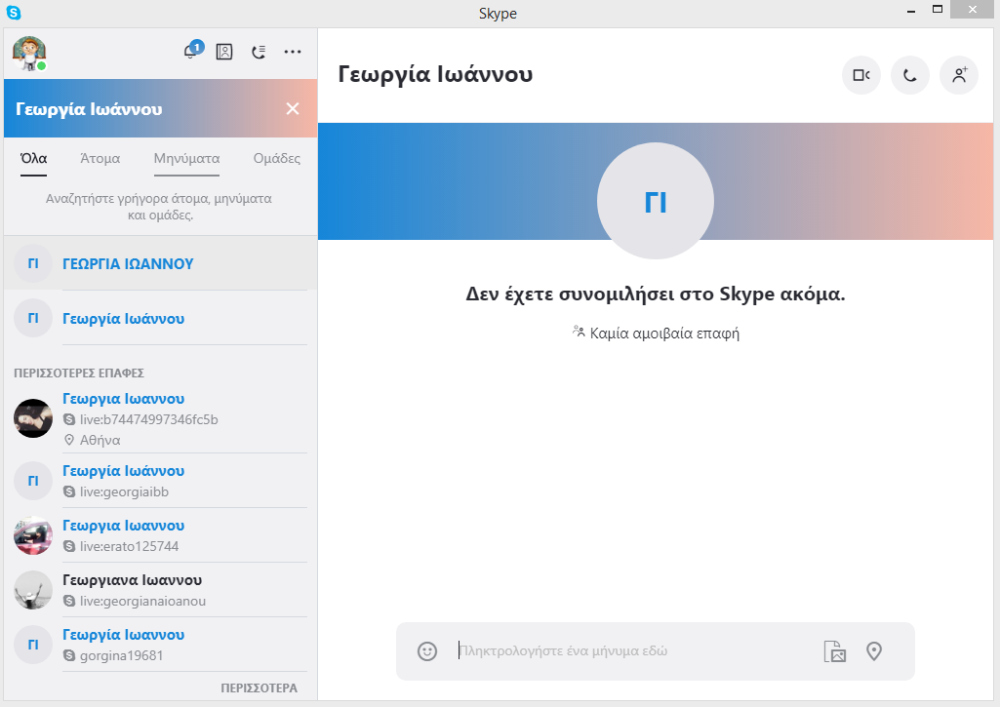 Skype
1
Γεωργία Ιωάννου
Όλα Άτομα Μηνύματα Ομάδες
Αναζητήστε γρήγορα άτομα, μηνύματα
και ομάδες.
ΓΙ ΓΕΩΡΓΙΑ ΙΩΑΝΝΟΥ
ΓΙ Γεωργία Ιωάννου
ΠΕΡΙΣΣΟΤΕΡΕΣ ΕΠΑΦΕΣ
Γεωργια Ιωαννου
live:b74474997346fc5b
Αθήνα
ΓΙ Γεωργία Ιωάννου
live:georgiaibb
Γεωργια Ιωαννου
live:erato125744
Γεωργιανα Ιωαννου
live:georgianaioanou
ΓΙ Γεωργία Ιωάννου
gorgina19681
ΠΕΡΙΣΣΟΤΕΡΑ
Γεωργία Ιωάννου
ΓΙ
Δεν έχετε συνομιλήσει στο Skype ακόμα.
Καμία αμοιβαία επαφή
Πληκτρολογήστε ένα μήνυμα εδώ